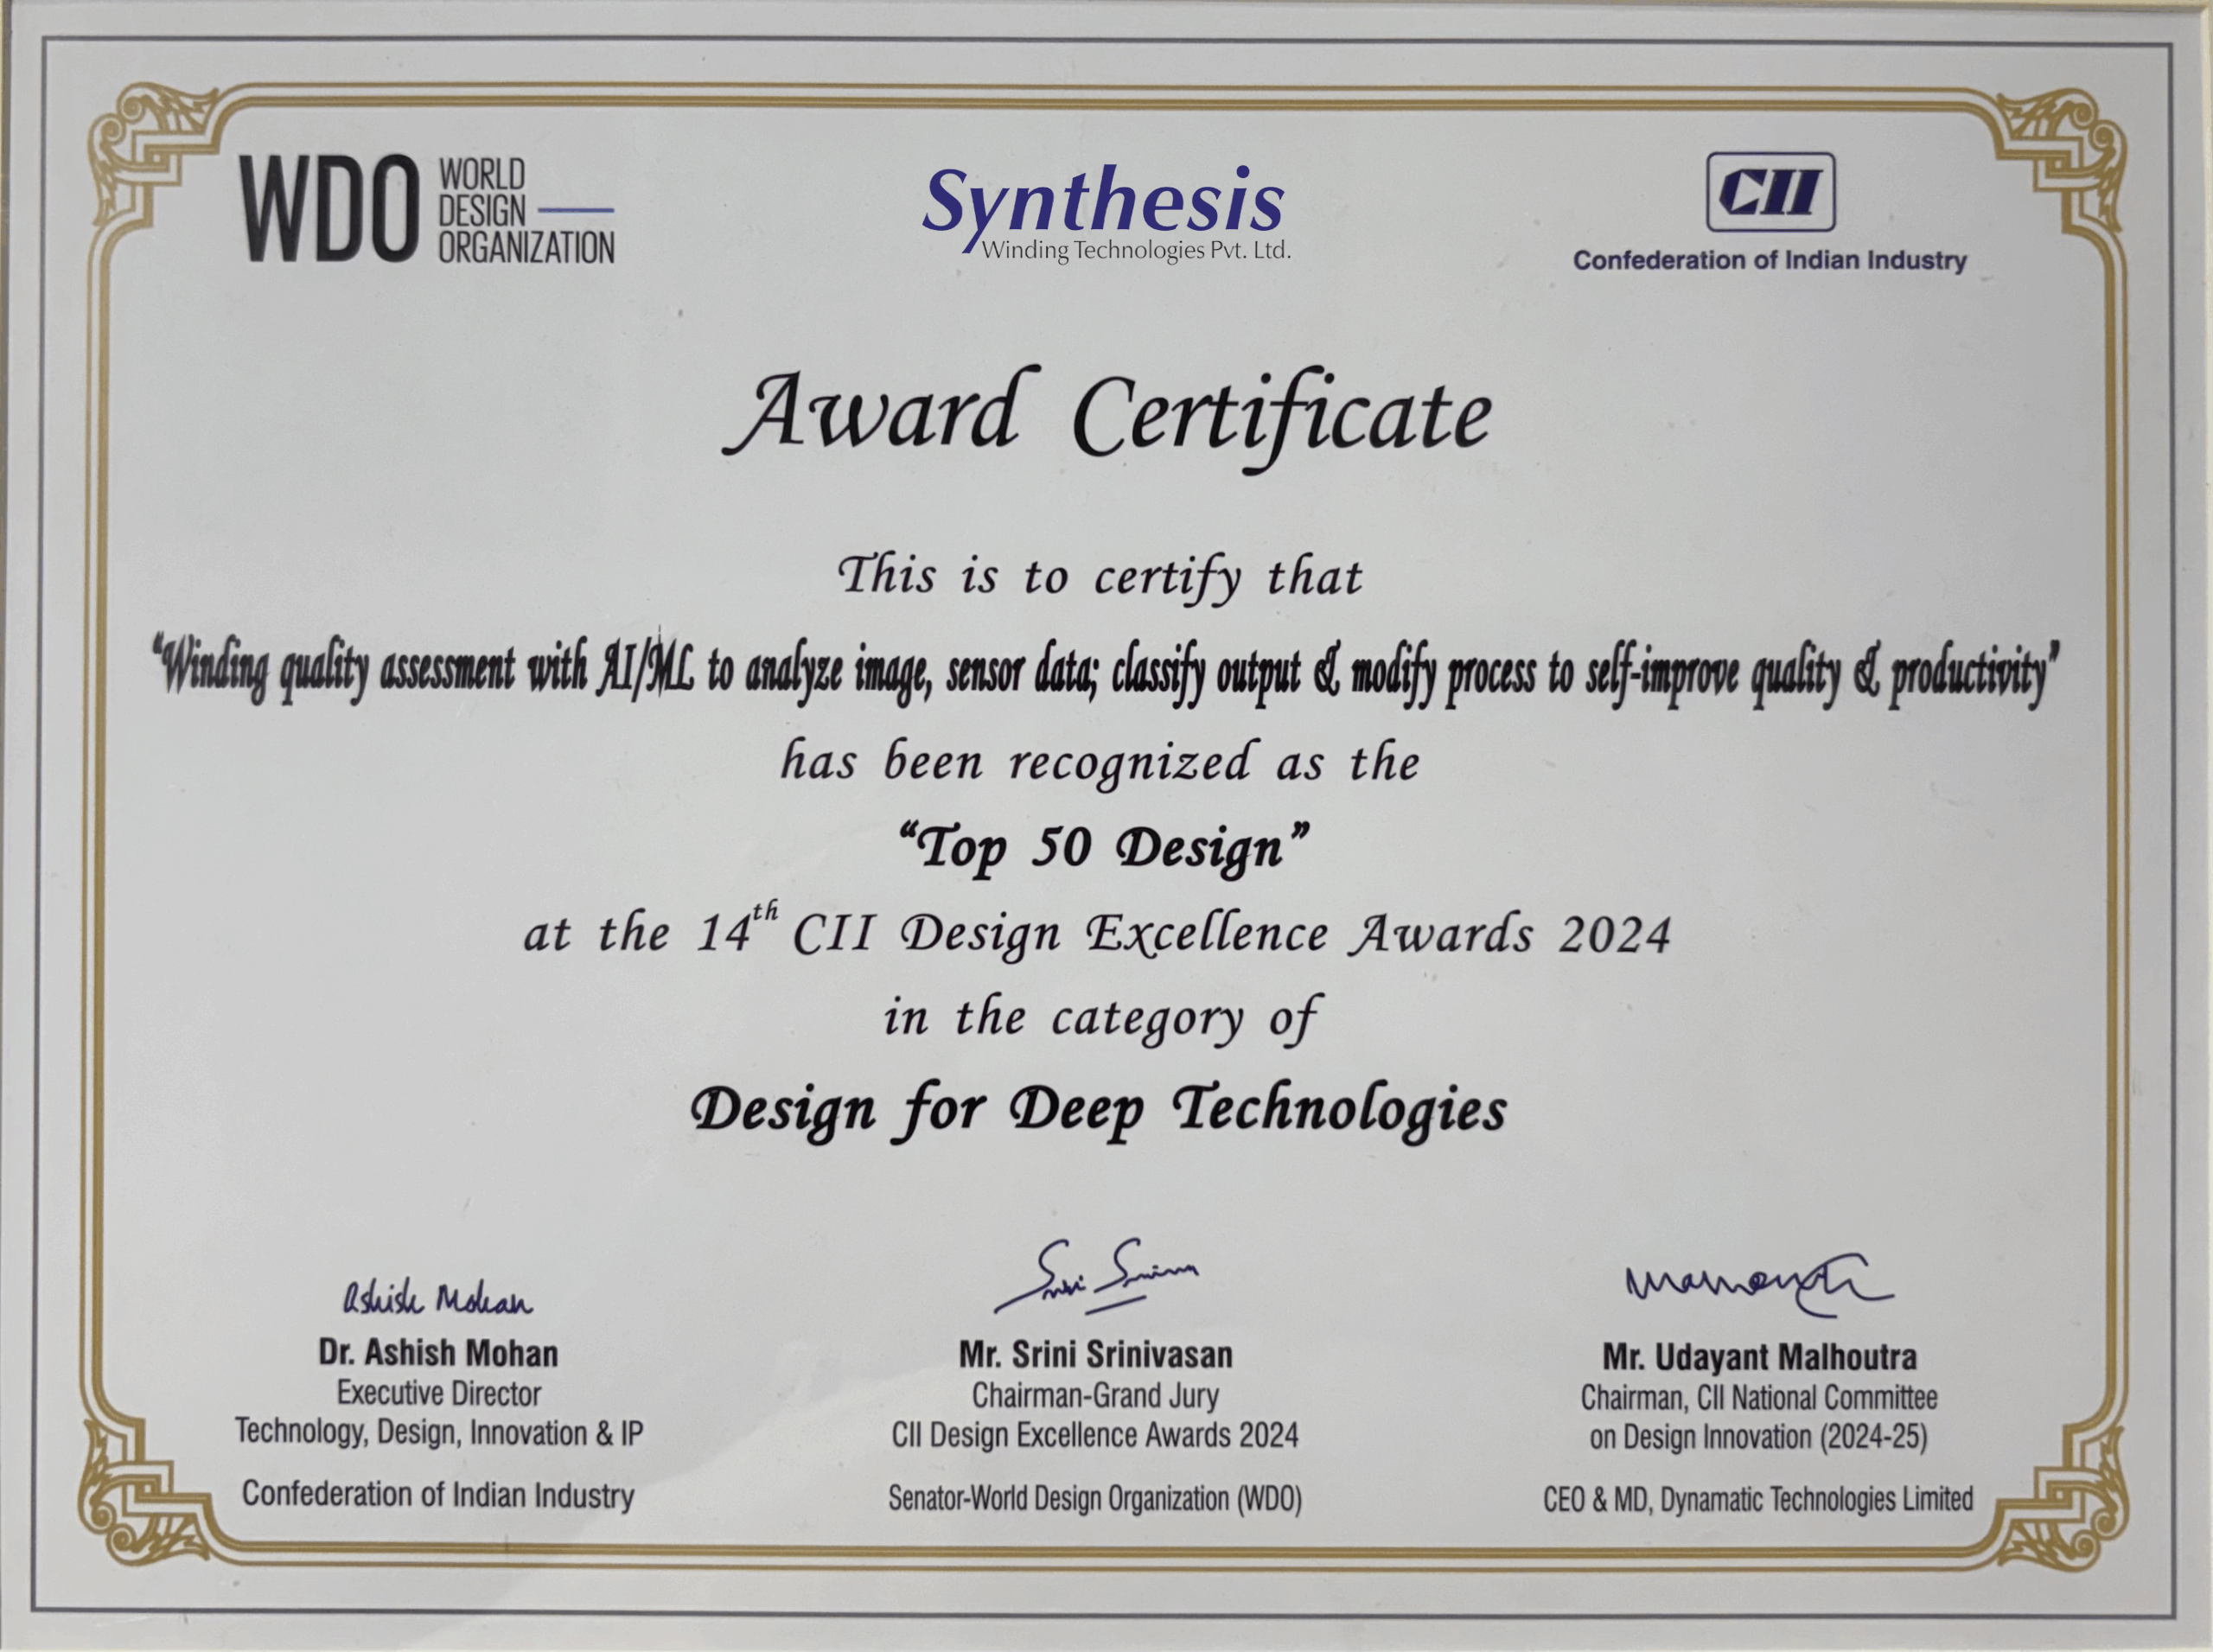 WDO WORLD
DESIGN
ORGANIZATION
Synthesis
Winding Technologies Pvt. Ltd.
CII
Confederation of Indian Industry
Award Certificate
This is to certify that
“Winding quality assessment with AI/ML to analyze image, sensor data; classify output & modify process to self-improve quality & productivity”
has been recognized as the
“Top 50 Design”
at the 14th CII Design Excellence Awards 2024
in the category of
Design for Deep Technologies
Ashish Mohan
Dr. Ashish Mohan
Executive Director
Technology, Design, Innovation & IP
Confederation of Indian Industry
Mr. Srini Srinivasan
Chairman-Grand Jury
CII Design Excellence Awards 2024
Senator-World Design Organization (WDO)
Mr. Udayant Malhoutra
Chairman, CII National Committee
on Design Innovation (2024-25)
CEO & MD, Dynamatic Technologies Limited